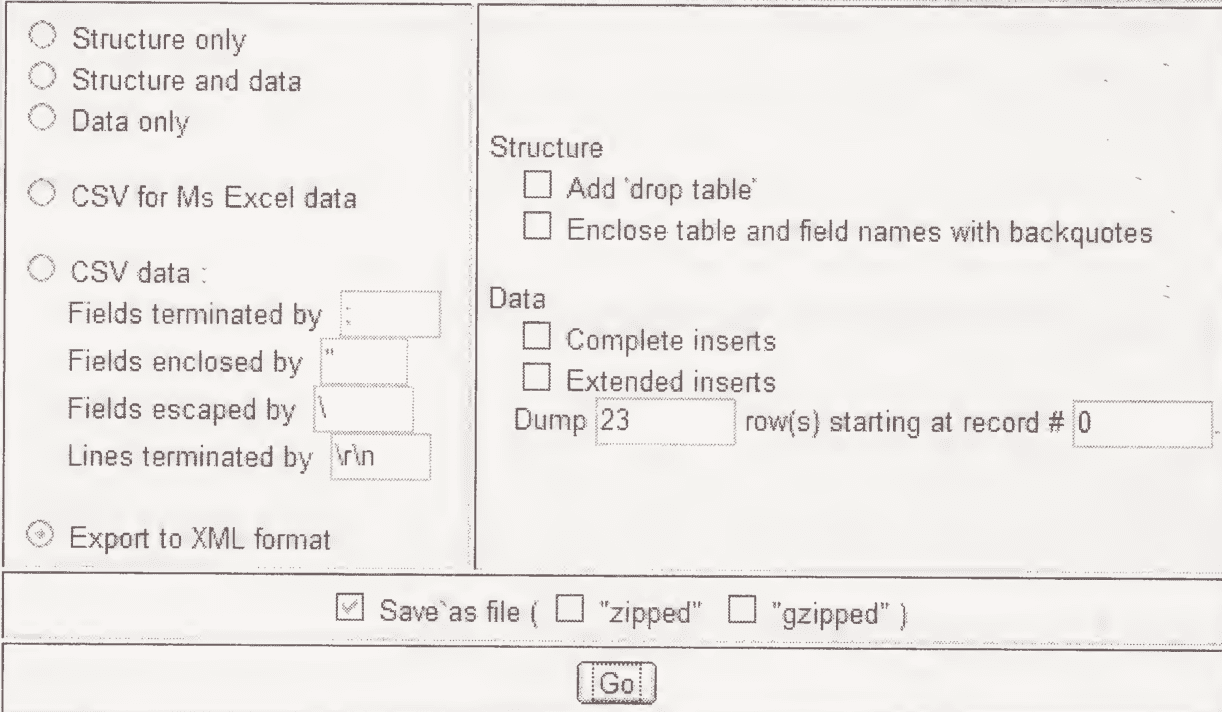 Structure only
Structure and data
Data only
CSV for Ms Excel data
CSV data :
Fields terminated by ;
Fields enclosed by "
Fields escaped by \
Lines terminated by \r\n
Export to XML format
Structure
Add 'drop table'
Enclose table and field names with backquotes
Data
Complete inserts
Extended inserts
Dump 23 row(s) starting at record # 0 .
Save as file ( "zipped" "gzipped" )
Go